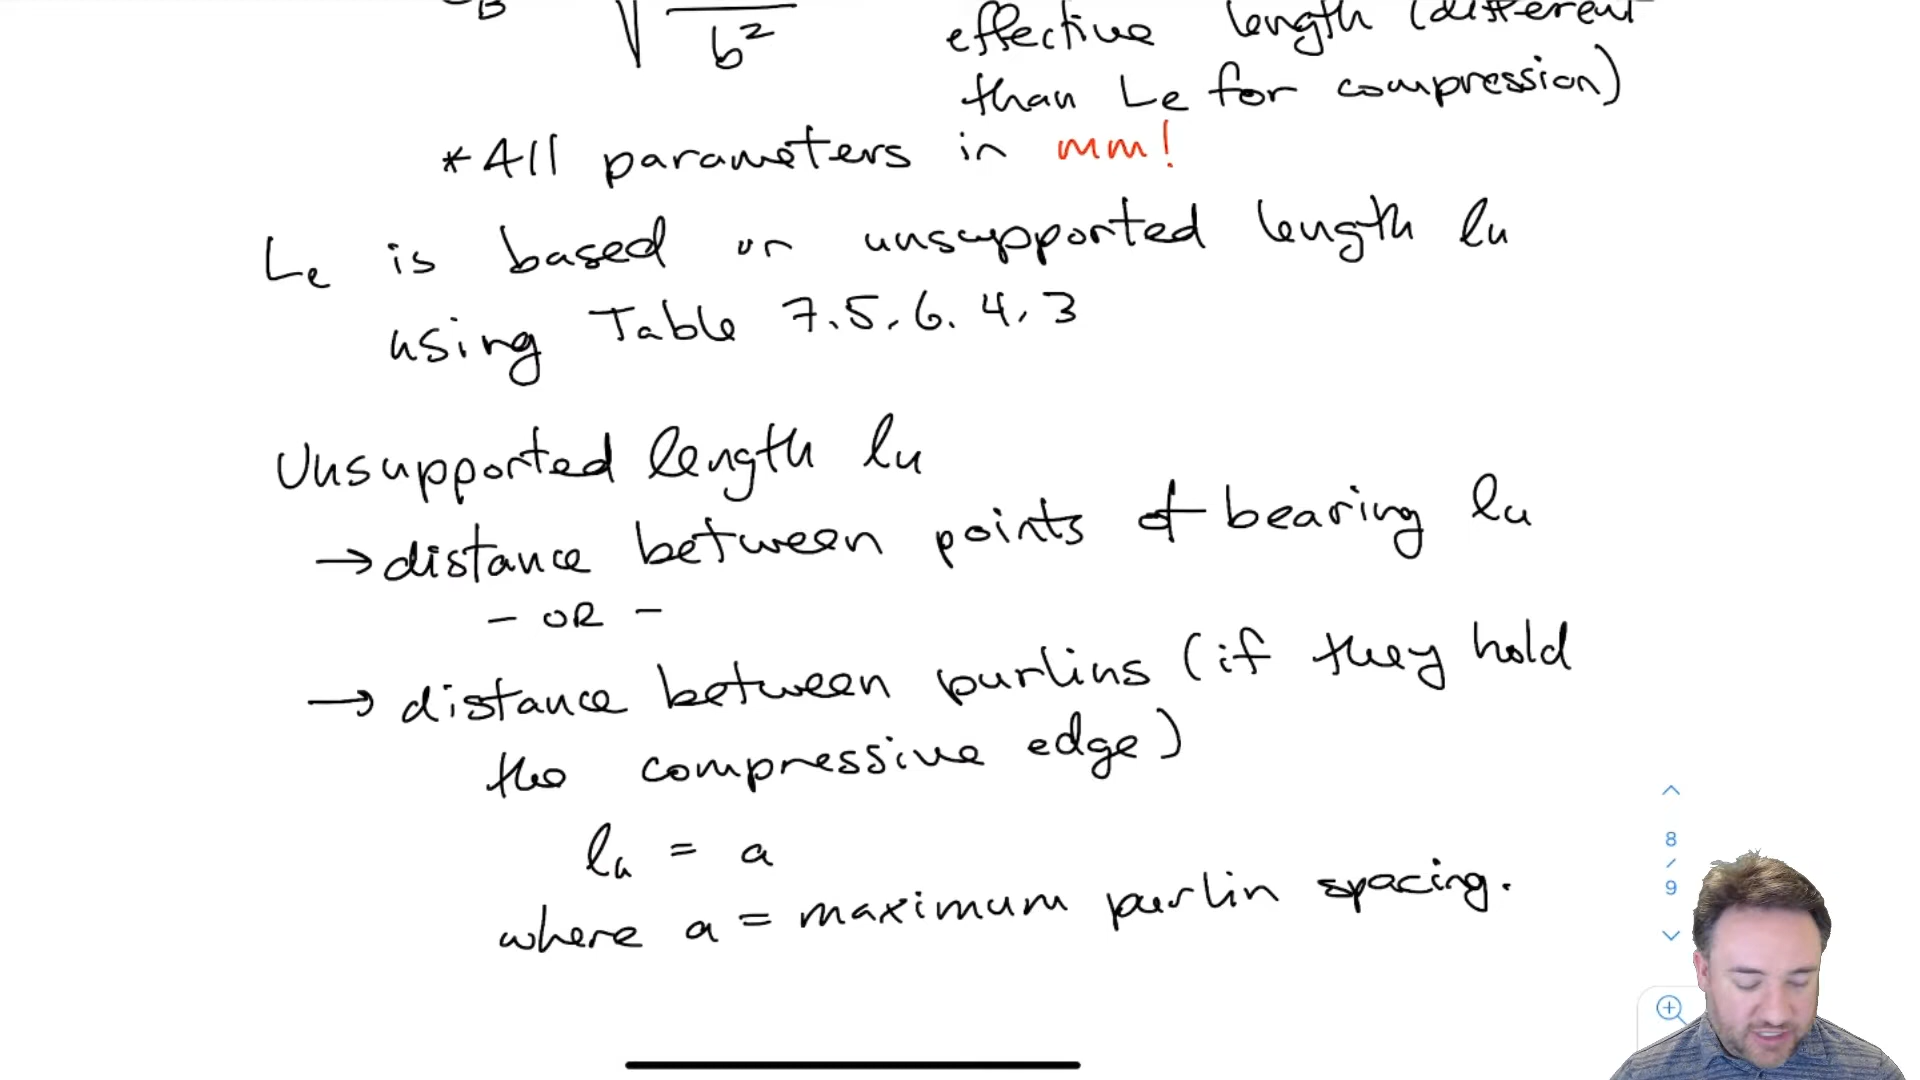 CB √ b²
effective length (different
than Le for compression)
*All parameters in mm!
Le is based on unsupported length lu
using Table 7.5.6.4.3
Unsupported length lu
→ distance between points of bearing lu
- OR -
→ distance between purlins (if they hold
the compressive edge)
lu = a
where a = maximum purlin spacing.
8
/
9